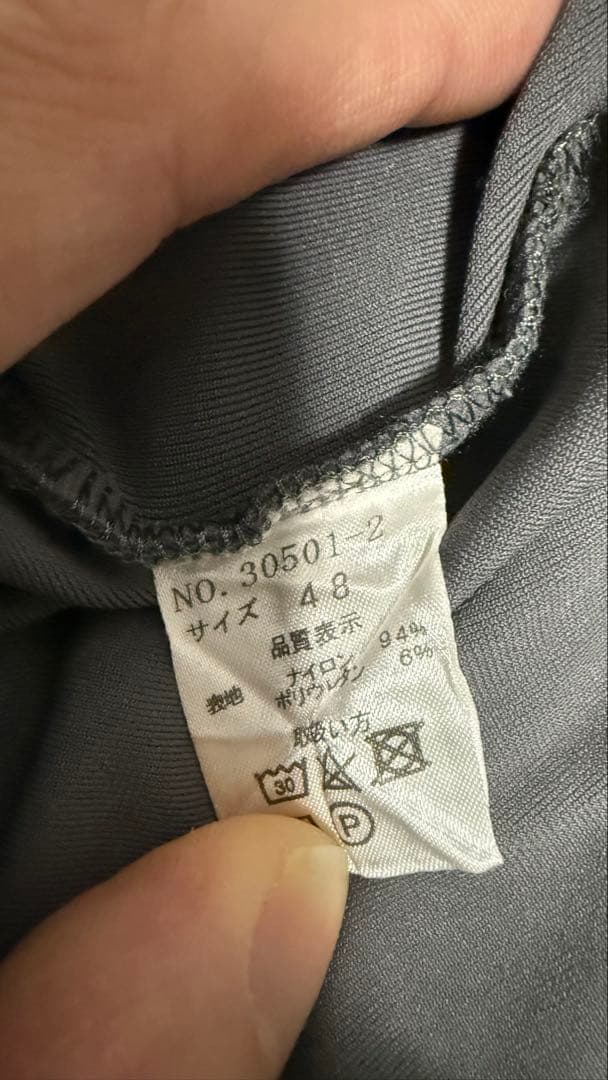 NO. 30501-2
サイズ 48
品質表示
表地 ナイロン 94%
ポリウレタン 6%
取扱い方
30
P